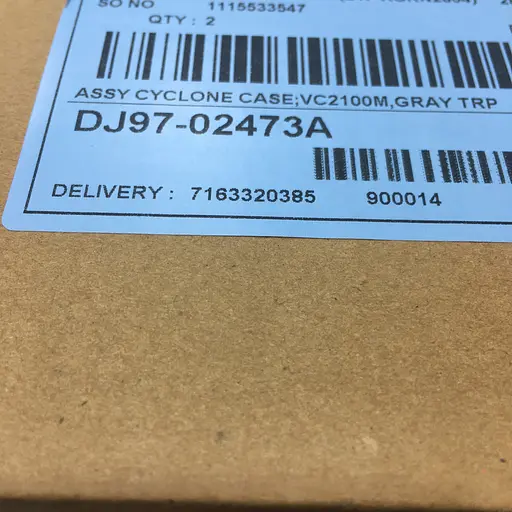 SO NO 1115533547
QTY : 2
ASSY CYCLONE CASE;VC2100M,GRAY TRP
DJ97-02473A
DELIVERY : 7163320385 900014